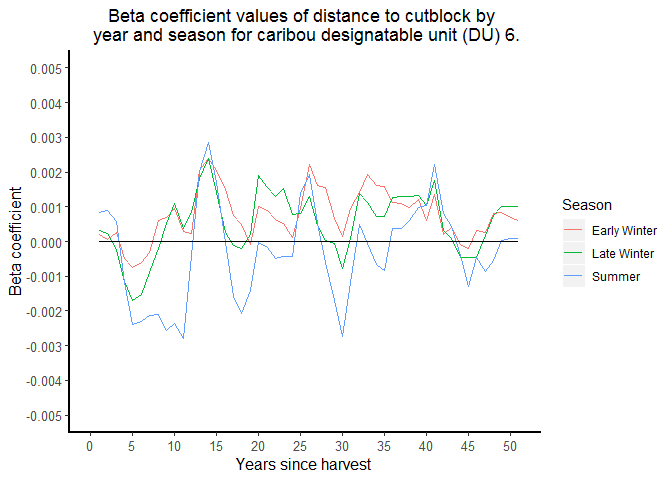 Beta coefficient values of distance to cutblock by
year and season for caribou designatable unit (DU) 6.
0.005
0.004
0.003
0.002
0.001
0.000
-0.001
-0.002
-0.003
-0.004
-0.005
Beta coefficient
0 5 10 15 20 25 30 35 40 45 50
Years since harvest
Season
Early Winter
Late Winter
Summer